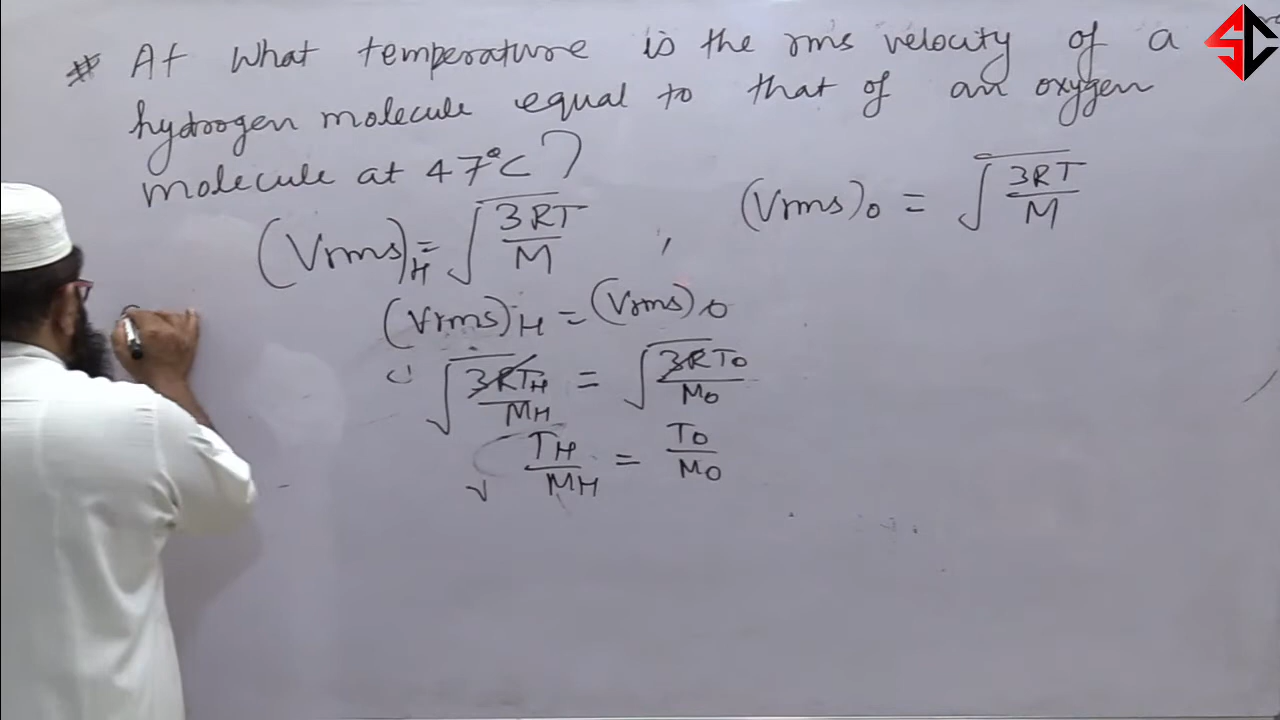 # At what temperature is the rms velocity of a
hydrogen molecule equal to that of an oxygen
molecule at 47°C ?
(Vrms)H = √3RT/M , (Vrms)O = √3RT/M
(Vrms)H = (Vrms)O
√3RTH/MH = √3RTO/MO
TH/MH = TO/MO
SC